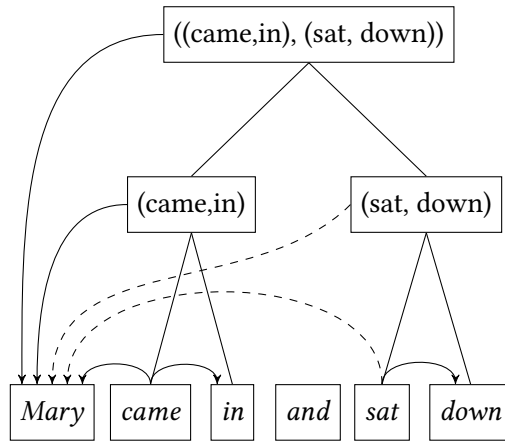 ((came,in), (sat, down))
(came,in) (sat, down)
Mary came in and sat down